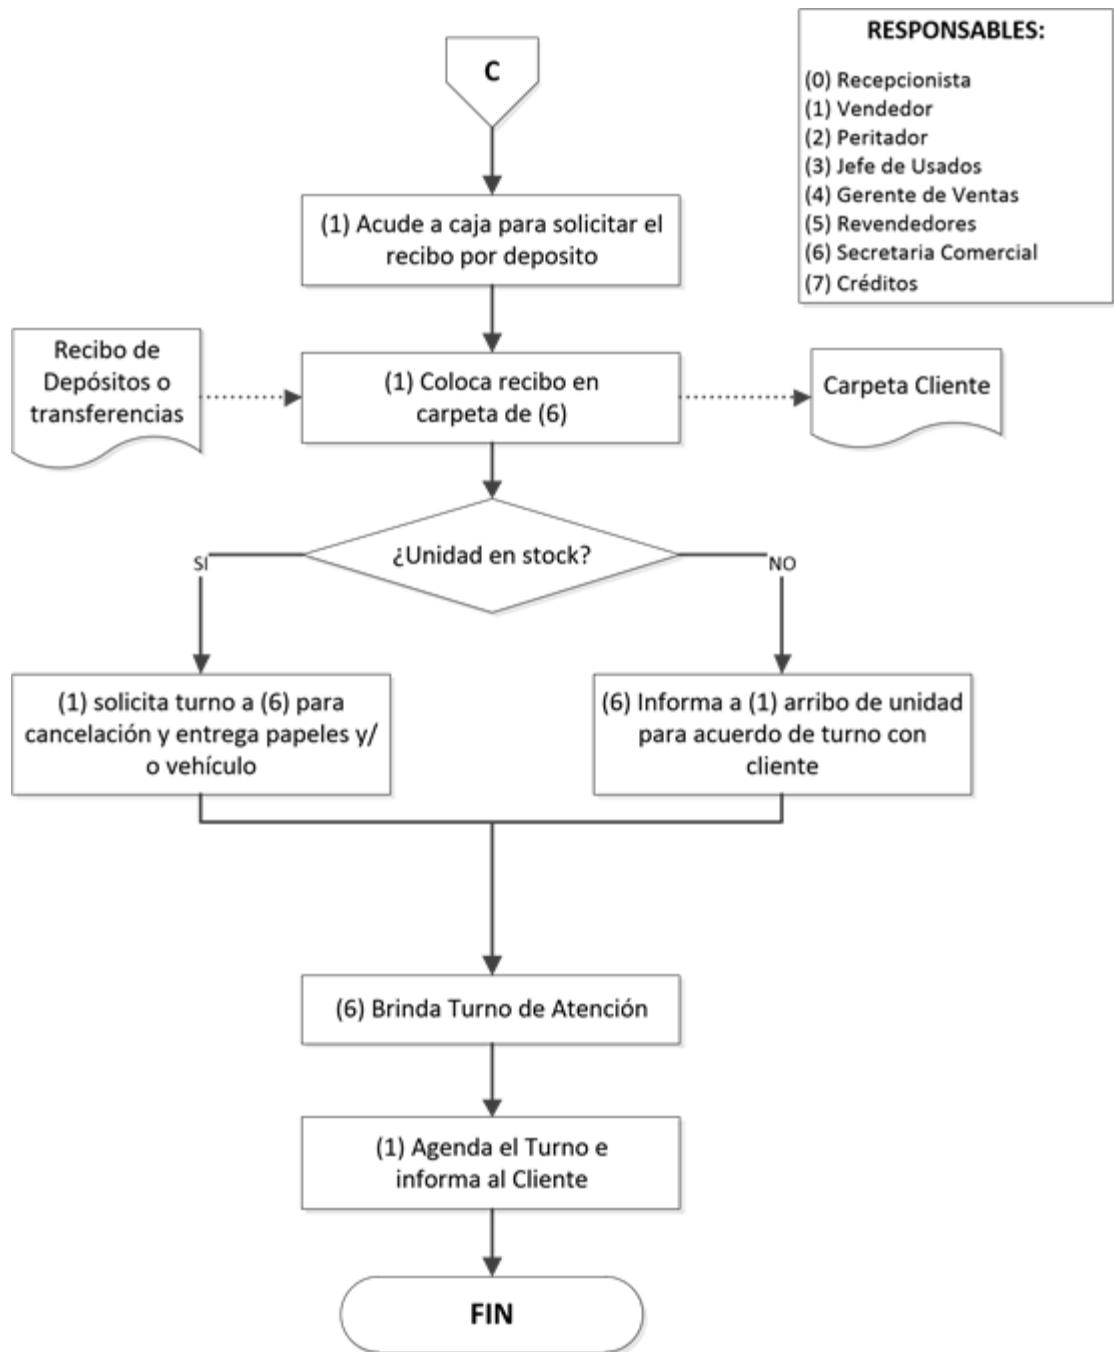 C
RESPONSABLES:
(0) Recepcionista
(1) Vendedor
(2) Peritador
(3) Jefe de Usados
(4) Gerente de Ventas
(5) Revendedores
(6) Secretaria Comercial
(7) Créditos
(1) Acude a caja para solicitar el
recibo por deposito
Recibo de
Depósitos o
transferencias
(1) Coloca recibo en
carpeta de (6)
Carpeta Cliente
¿Unidad en stock?
SI
NO
(1) solicita turno a (6) para
cancelación y entrega papeles y/
o vehículo
(6) Informa a (1) arribo de unidad
para acuerdo de turno con
cliente
(6) Brinda Turno de Atención
(1) Agenda el Turno e
informa al Cliente
FIN